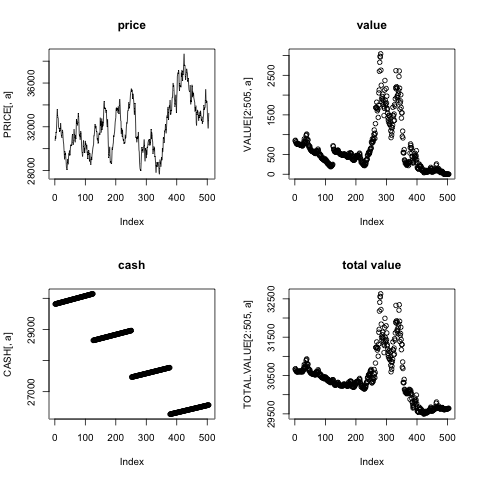 price
PRICE[, a]
28000 32000 36000
0 100 200 300 400 500
Index
value
VALUE[2:505, a]
0 500 1500 2500
0 100 200 300 400 500
Index
cash
CASH[, a]
27000 29000
0 100 200 300 400 500
Index
total value
TOTAL.VALUE[2:505, a]
29500 30500 31500 32500
0 100 200 300 400 500
Index